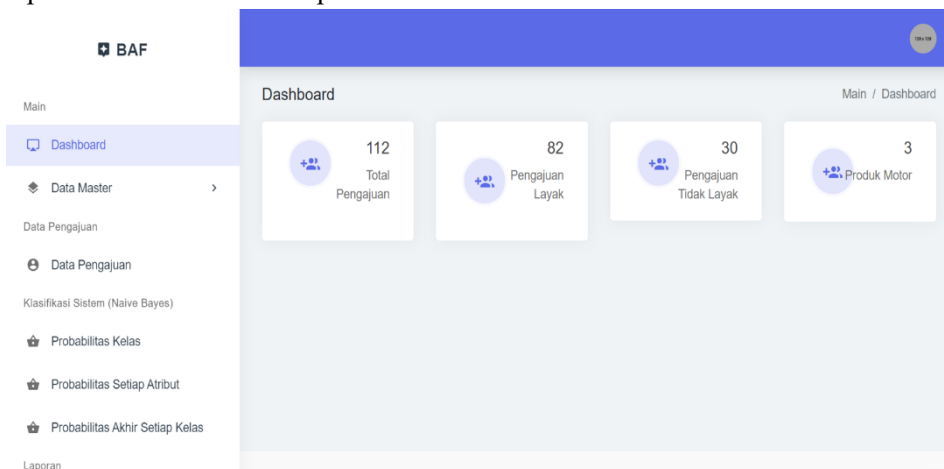 BAF
Main
Dashboard
Data Master
Data Pengajuan
Data Pengajuan
Klasifikasi Sistem (Naive Bayes)
Probabilitas Kelas
Probabilitas Setiap Atribut
Probabilitas Akhir Setiap Kelas
Laporan
Dashboard
Main / Dashboard
112
Total
Pengajuan
82
Pengajuan
Layak
30
Pengajuan
Tidak Layak
3
Produk Motor